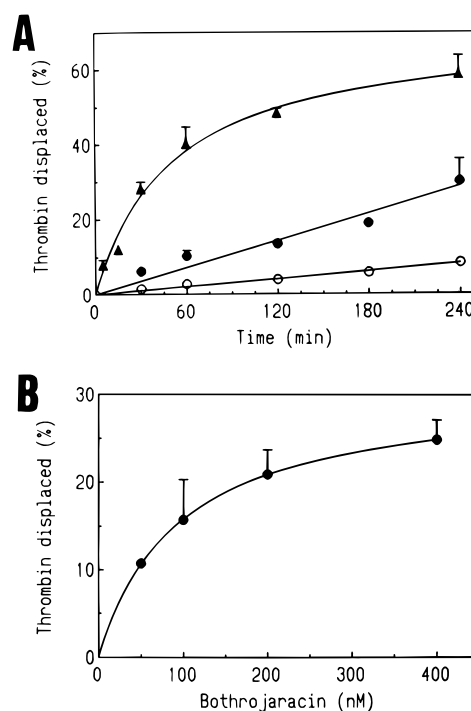 A
Thrombin displaced (%)
60
40
20
0
0 60 120 180 240
Time (min)
B
Thrombin displaced (%)
30
20
10
0
0 100 200 300 400
Bothrojaracin (nM)